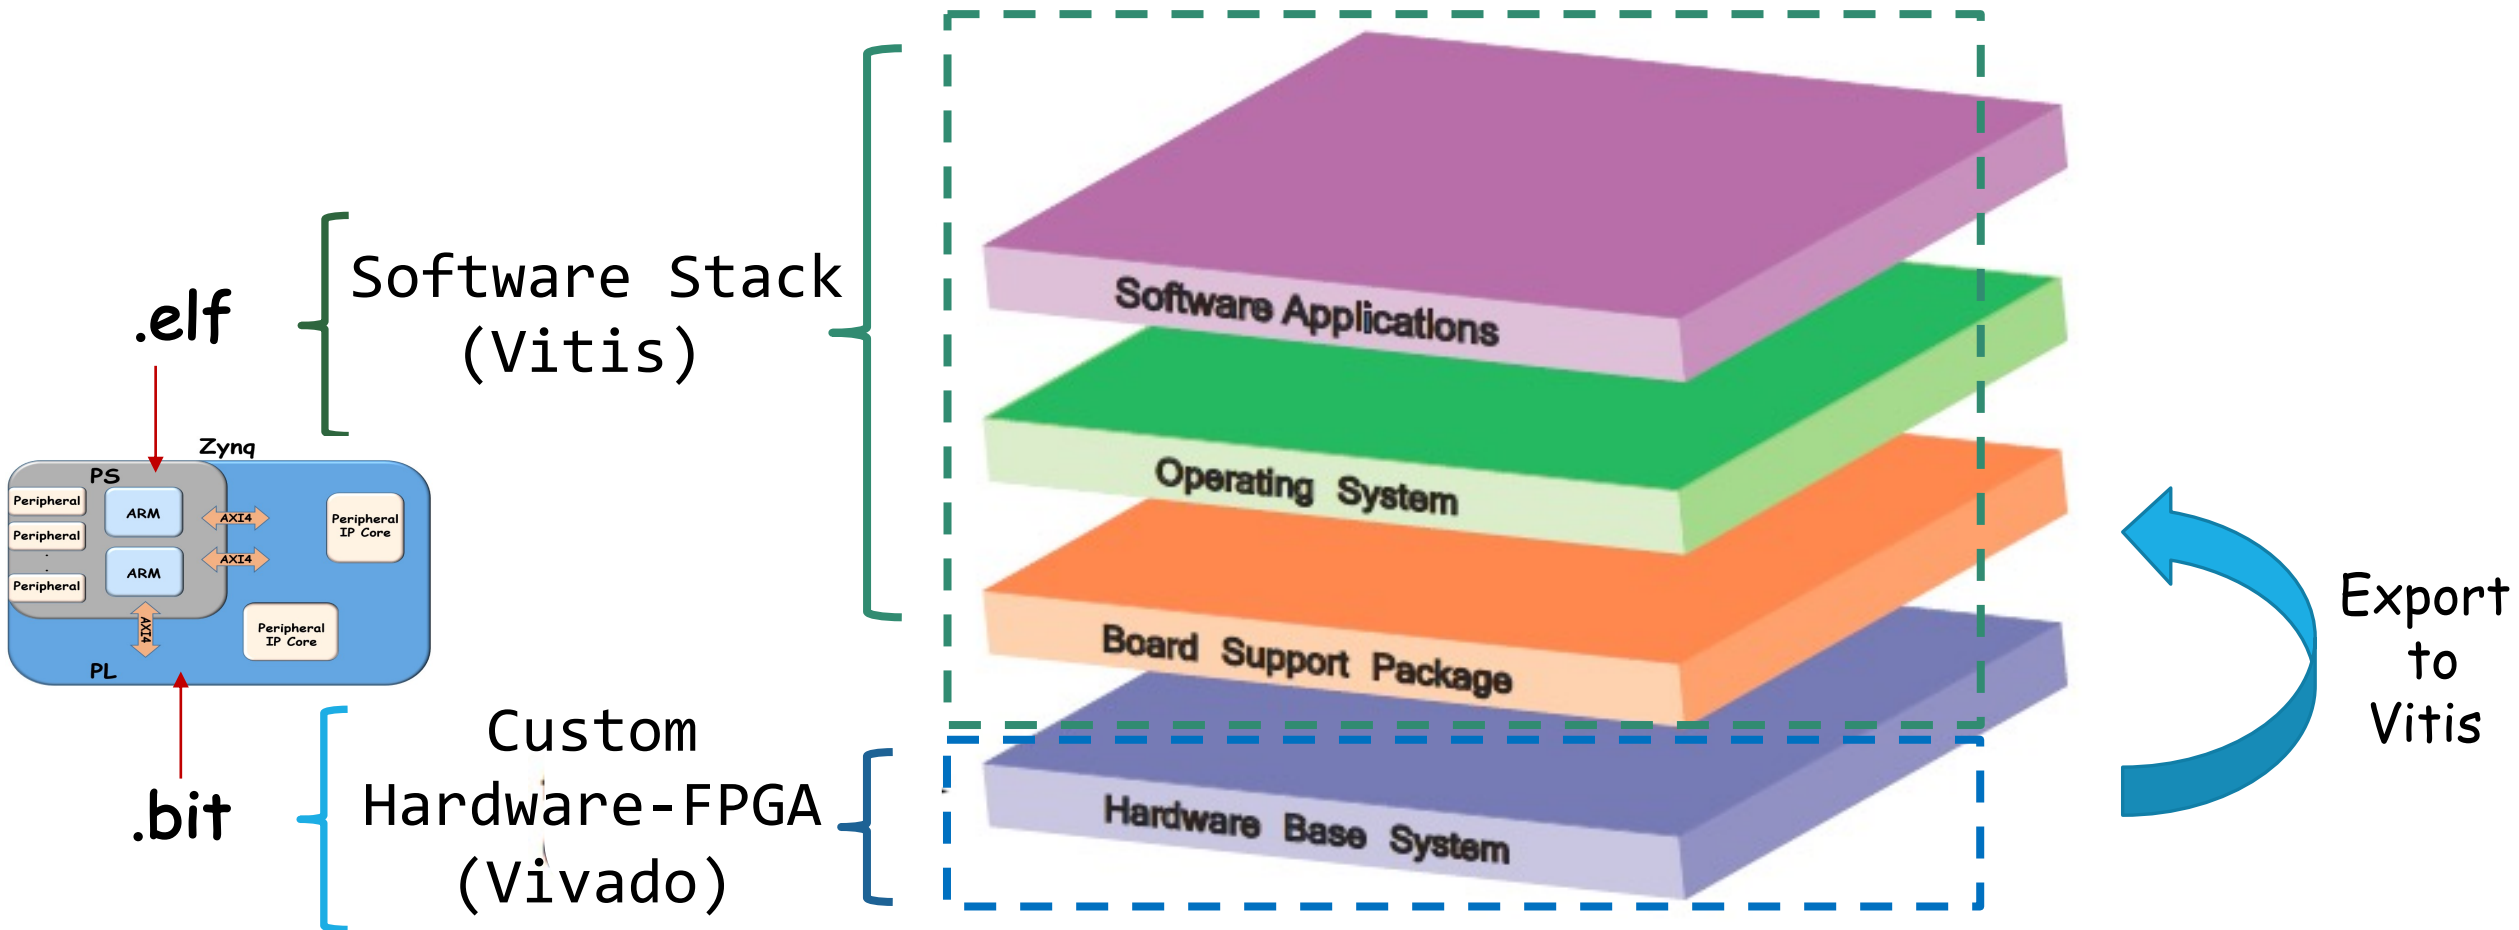 Software Stack
(Vitis)
.elf
Zynq
PS
Peripheral
Peripheral
.
.
Peripheral
ARM
ARM
AXI4
AXI4
AXI4
Peripheral
IP Core
Peripheral
IP Core
PL
.bit
Custom
Hardware-FPGA
(Vivado)
Software Applications
Operating System
Board Support Package
Hardware Base System
Export
to
Vitis